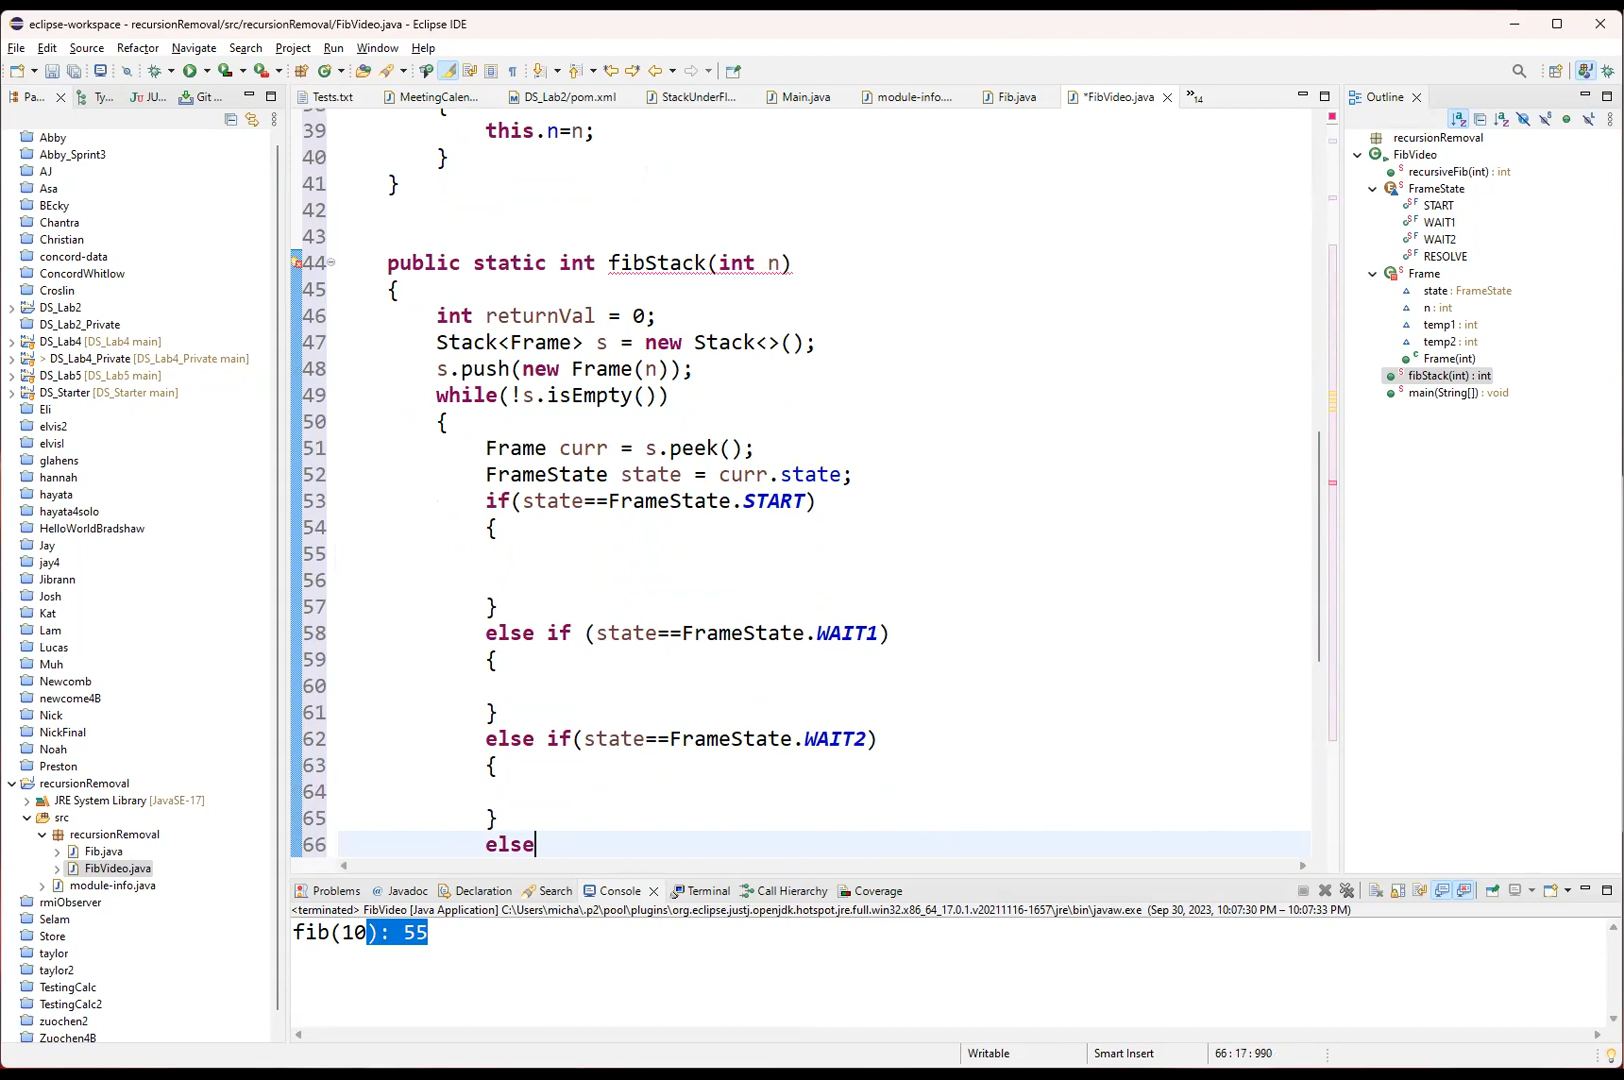 eclipse-workspace - recursionRemoval/src/recursionRemoval/FibVideo.java - Eclipse IDE
File Edit Source Refactor Navigate Search Project Run Window Help
Pa... Ty... JU... Git ...
Tests.txt MeetingCalen... DS_Lab2/pom.xml StackUnderFl... Main.java module-info.... Fib.java *FibVideo.java »14
Outline
Abby
Abby_Sprint3
AJ
Asa
BEcky
Chantra
Christian
concord-data
ConcordWhitlow
Croslin
DS_Lab2
DS_Lab2_Private
DS_Lab4 [DS_Lab4 main]
> DS_Lab4_Private [DS_Lab4_Private main]
DS_Lab5 [DS_Lab5 main]
DS_Starter [DS_Starter main]
Eli
elvis2
elvisl
glahens
hannah
hayata
hayata4solo
HelloWorldBradshaw
Jay
jay4
Jibrann
Josh
Kat
Lam
Lucas
Muh
Newcomb
newcome4B
Nick
NickFinal
Noah
Preston
recursionRemoval
JRE System Library [JavaSE-17]
src
recursionRemoval
Fib.java
FibVideo.java
module-info.java
rmiObserver
Selam
Store
taylor
taylor2
TestingCalc
TestingCalc2
zuochen2
Zuochen4B
{
39 this.n=n;
40 }
41 }
42
43
44 public static int fibStack(int n)
45 {
46 int returnVal = 0;
47 Stack<Frame> s = new Stack<>();
48 s.push(new Frame(n));
49 while(!s.isEmpty())
50 {
51 Frame curr = s.peek();
52 FrameState state = curr.state;
53 if(state==FrameState.START)
54 {
55
56
57 }
58 else if (state==FrameState.WAIT1)
59 {
60
61 }
62 else if(state==FrameState.WAIT2)
63 {
64
65 }
66 else
recursionRemoval
FibVideo
recursiveFib(int) : int
FrameState
START
WAIT1
WAIT2
RESOLVE
Frame
state : FrameState
n : int
temp1 : int
temp2 : int
Frame(int)
fibStack(int) : int
main(String[]) : void
Problems Javadoc Declaration Search Console Terminal Call Hierarchy Coverage
<terminated> FibVideo [Java Application] C:\Users\micha\.p2\pool\plugins\org.eclipse.justj.openjdk.hotspot.jre.full.win32.x86_64_17.0.1.v20211116-1657\jre\bin\javaw.exe (Sep 30, 2023, 10:07:30 PM – 10:07:33 PM)
fib(10): 55
Writable Smart Insert 66 : 17 : 990